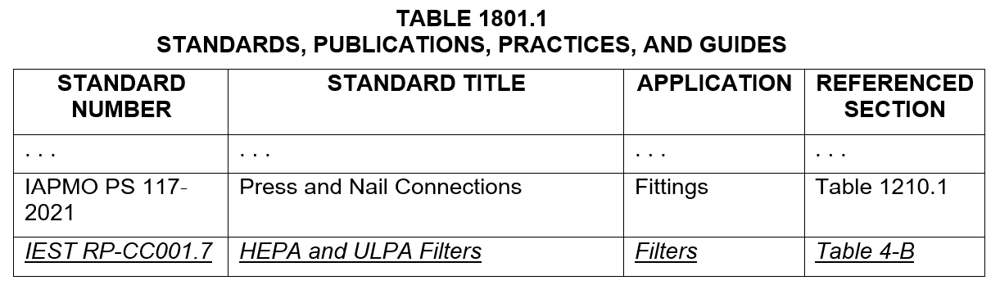 TABLE 1801.1
STANDARDS, PUBLICATIONS, PRACTICES, AND GUIDES
STANDARD NUMBER STANDARD TITLE APPLICATION REFERENCED SECTION
. . . . . . . . . . . .
IAPMO PS 117-2021 Press and Nail Connections Fittings Table 1210.1
IEST RP-CC001.7 HEPA and ULPA Filters Filters Table 4-B